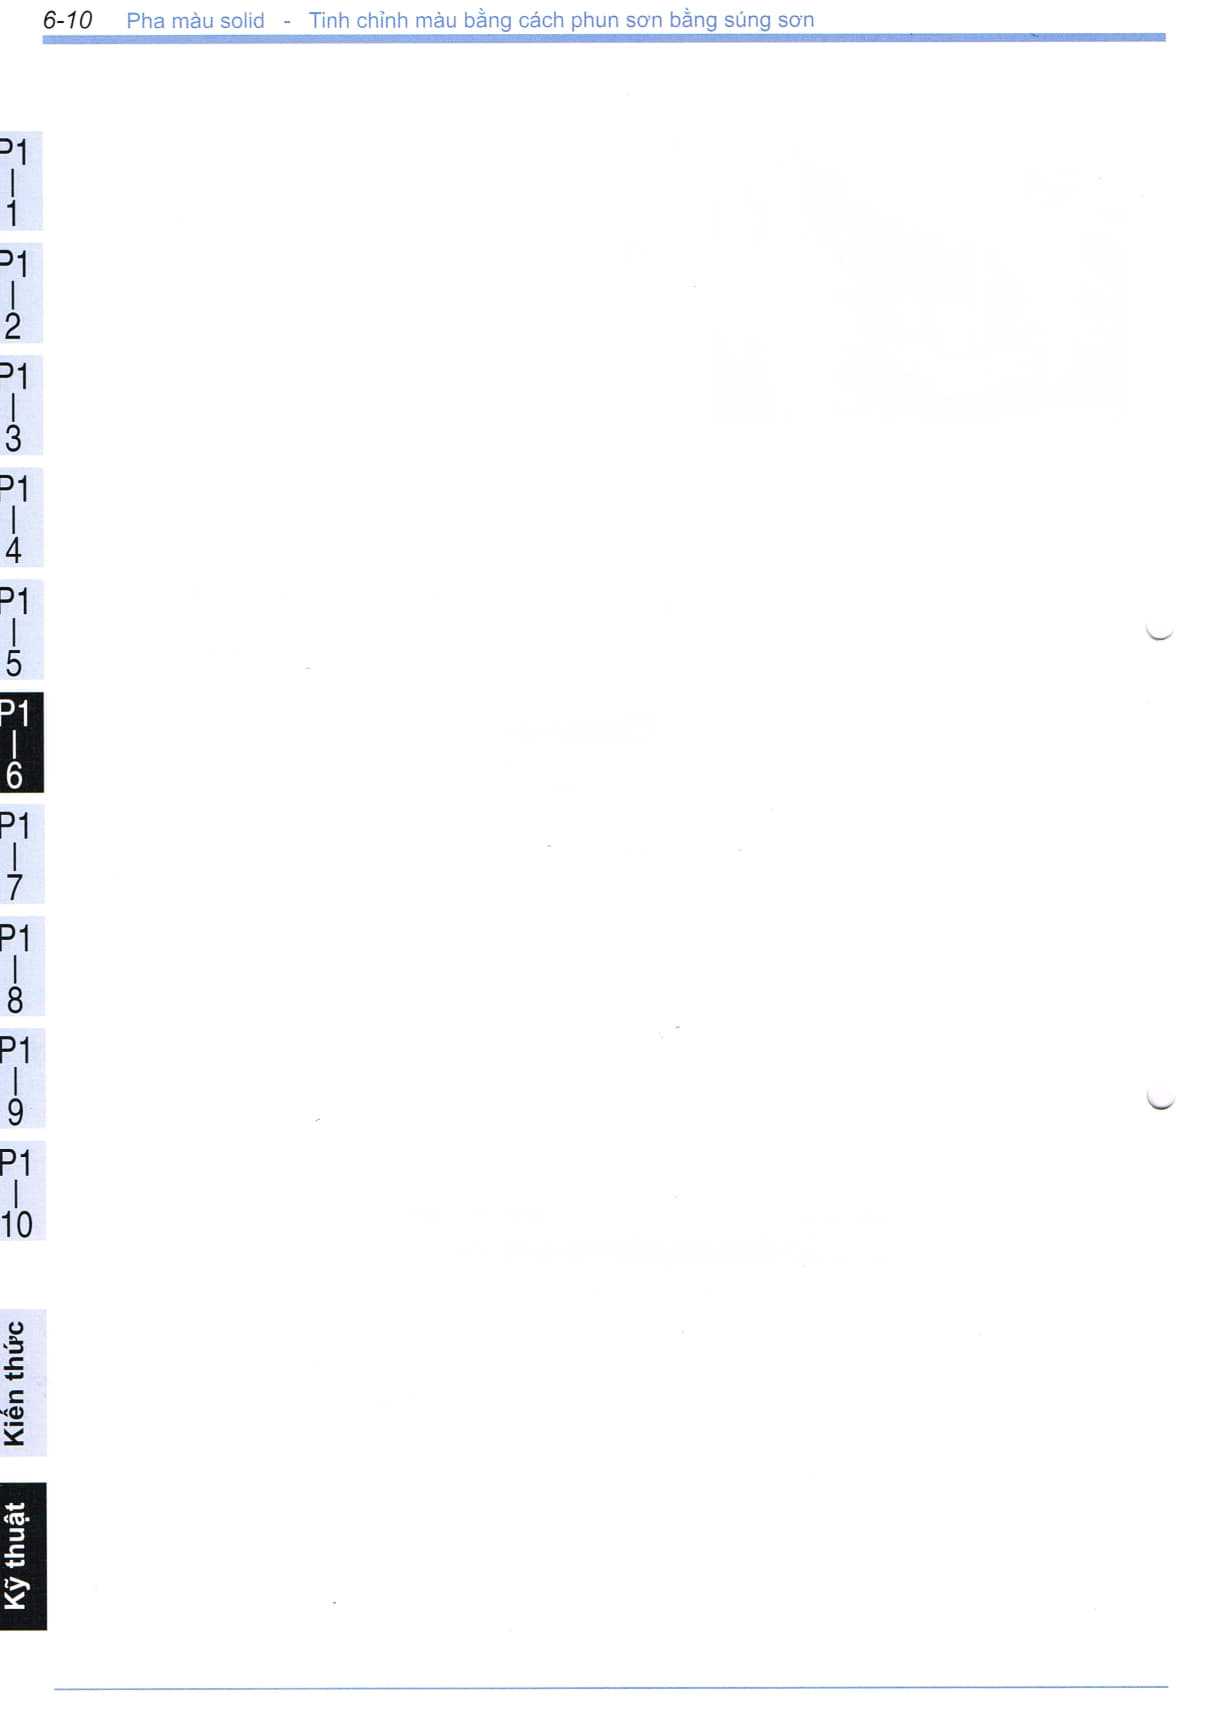 6-10 Pha màu solid - Tinh chỉnh màu bằng cách phun sơn bằng súng sơn
P1
|
1
P1
|
2
P1
|
3
P1
|
4
P1
|
5
P1
|
6
P1
|
7
P1
|
8
P1
|
9
P1
|
10
Kiến thức
Kỹ thuật